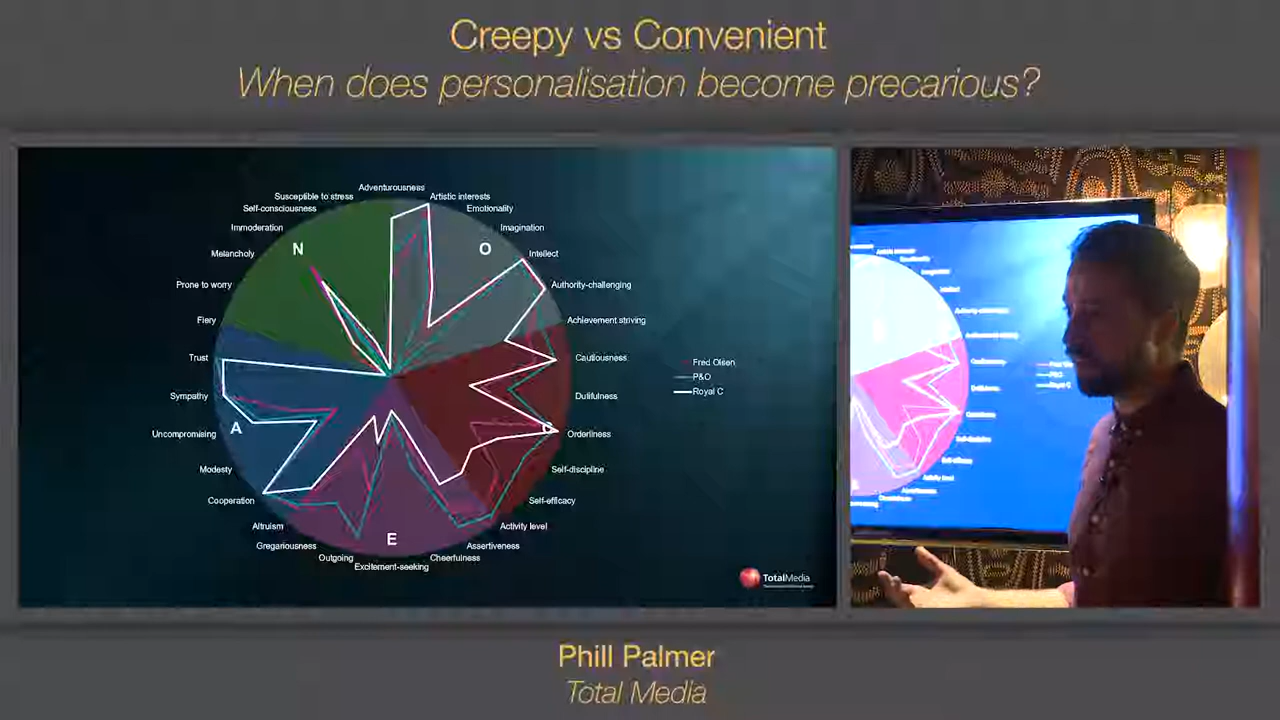 Creepy vs Convenient
When does personalisation become precarious?
Adventurousness
Susceptible to stress
Artistic interests
Self-consciousness
Emotionality
Immoderation
Imagination
N
O
Melancholy
Intellect
Prone to worry
Authority-challenging
Fiery
Achievement striving
Trust
Cautiousness
Fred Olsen
P&O
Royal C
Sympathy
Dutifulness
Uncompromising
A
C
Orderliness
Modesty
Self-discipline
Cooperation
Self-efficacy
Altruism
Activity level
E
Gregariousness
Assertiveness
Outgoing
Cheerfulness
Excitement-seeking
TotalMedia
Phill Palmer
Total Media